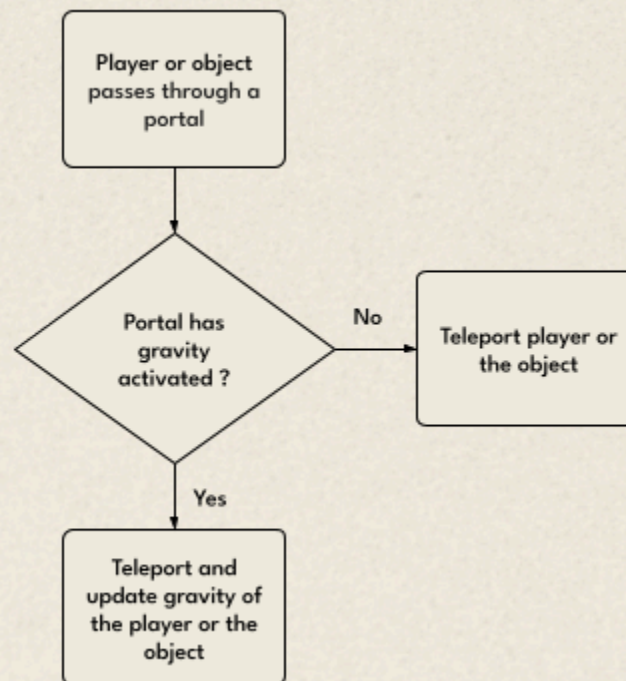 Player or object
passes through a
portal
Portal has
gravity
activated ?
No
Teleport player or
the object
Yes
Teleport and
update gravity of
the player or the
object